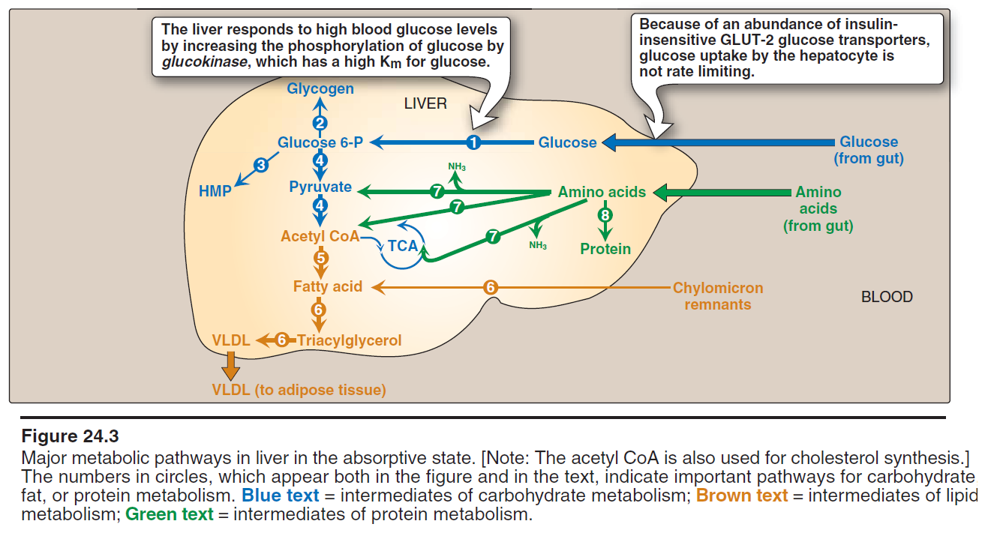 The liver responds to high blood glucose levels
by increasing the phosphorylation of glucose by
glucokinase, which has a high Km for glucose.
Because of an abundance of insulin-
insensitive GLUT-2 glucose transporters,
glucose uptake by the hepatocyte is
not rate limiting.
Glycogen
LIVER
2
Glucose 6-P
1
Glucose
Glucose
(from gut)
3
4
HMP
Pyruvate
NH3
7
Amino acids
Amino
acids
(from gut)
4
7
8
Acetyl CoA
TCA
7
NH3
Protein
5
Fatty acid
6
Chylomicron
remnants
BLOOD
6
VLDL
6
Triacylglycerol
VLDL (to adipose tissue)
Figure 24.3
Major metabolic pathways in liver in the absorptive state. [Note: The acetyl CoA is also used for cholesterol synthesis.]
The numbers in circles, which appear both in the figure and in the text, indicate important pathways for carbohydrate,
fat, or protein metabolism. Blue text = intermediates of carbohydrate metabolism; Brown text = intermediates of lipid
metabolism; Green text = intermediates of protein metabolism.